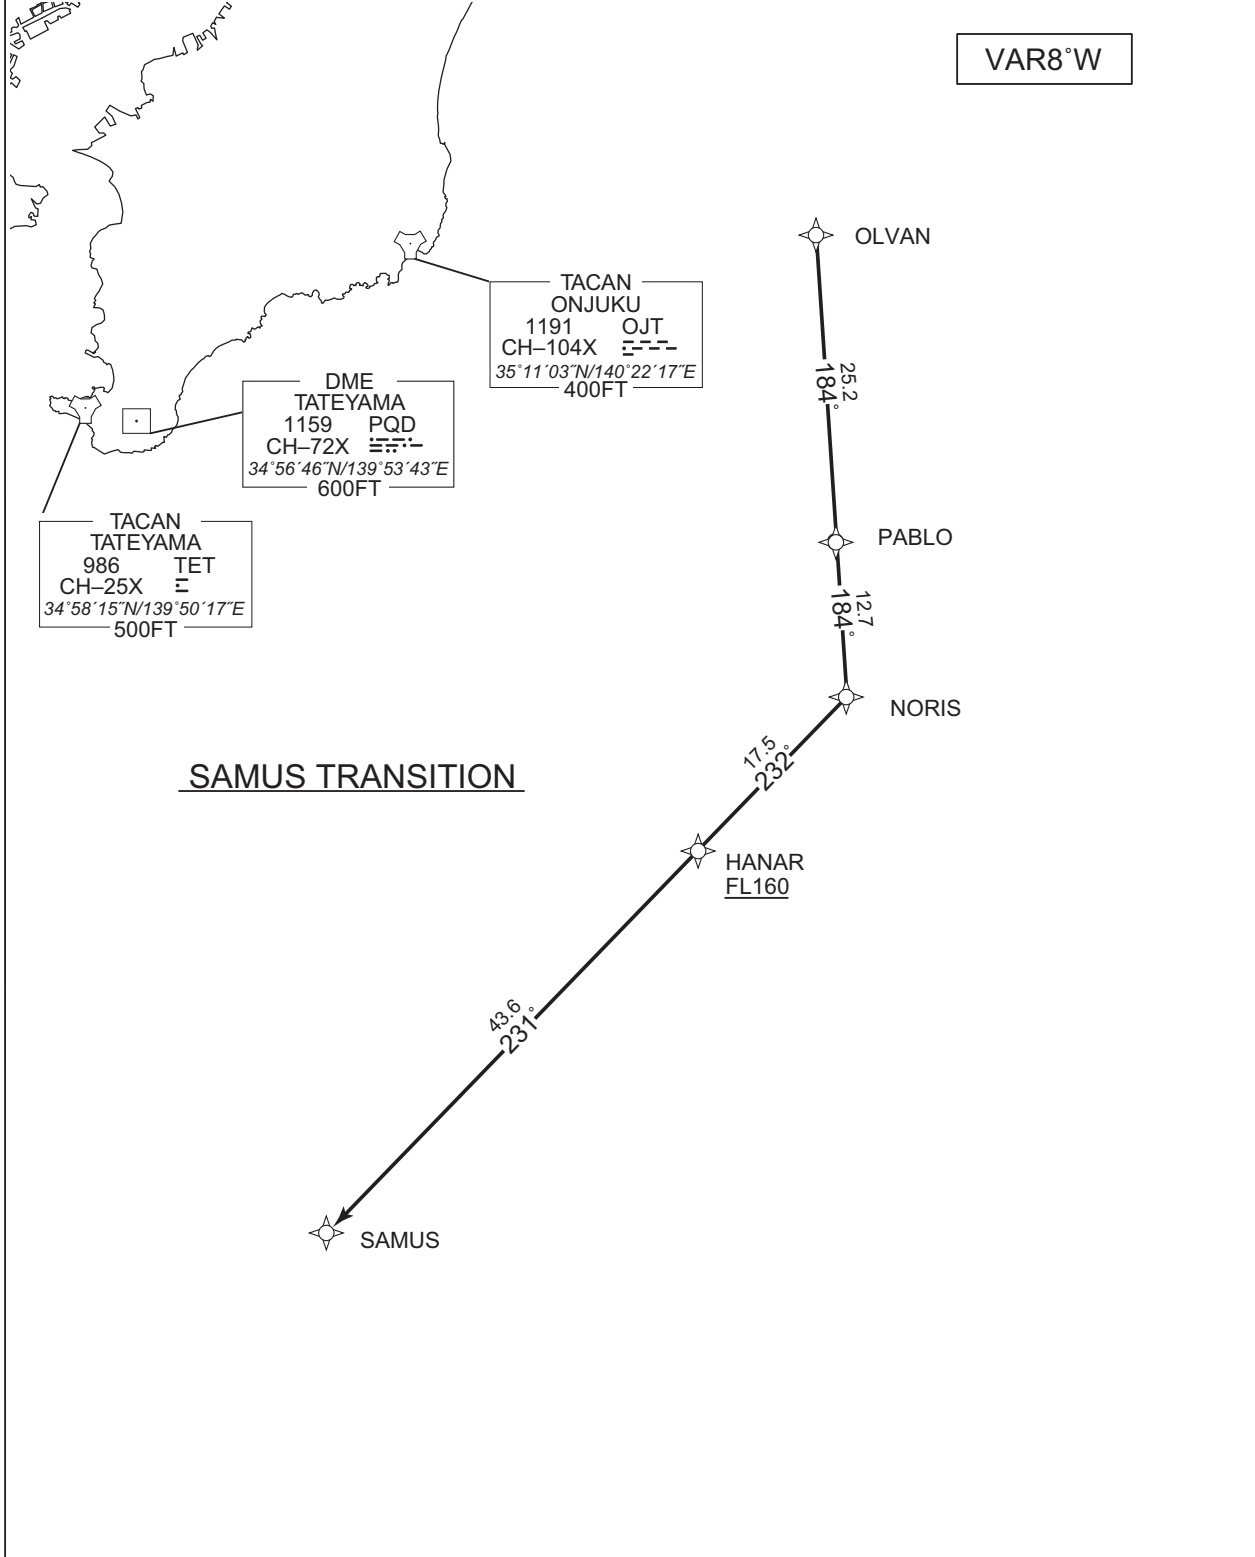 VAR8˚W
OLVAN
TACAN
ONJUKU
1191 OJT
CH–104X
35˚11´03˝N/140˚22´17˝E
400FT
25.2
184˚
DME
TATEYAMA
1159 PQD
CH–72X
34˚56´46˝N/139˚53´43˝E
600FT
TACAN
TATEYAMA
986 TET
CH–25X
34˚58´15˝N/139˚50´17˝E
500FT
PABLO
12.7
184˚
NORIS
17.5
232˚
SAMUS TRANSITION
HANAR
FL160
43.6
231˚
SAMUS